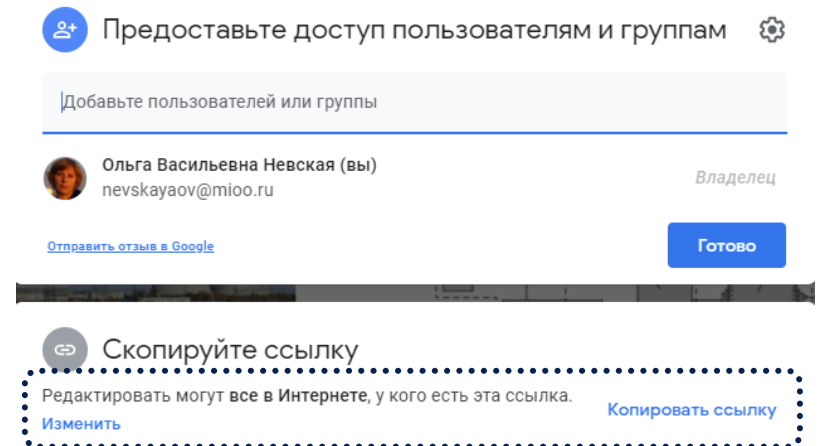 Предоставьте доступ пользователям и группам
Добавьте пользователей или группы
Ольга Васильевна Невская (вы)
nevskayaov@mioo.ru
Владелец
Отправить отзыв в Google
Готово
Скопируйте ссылку
Редактировать могут все в Интернете, у кого есть эта ссылка.
Изменить
Копировать ссылку